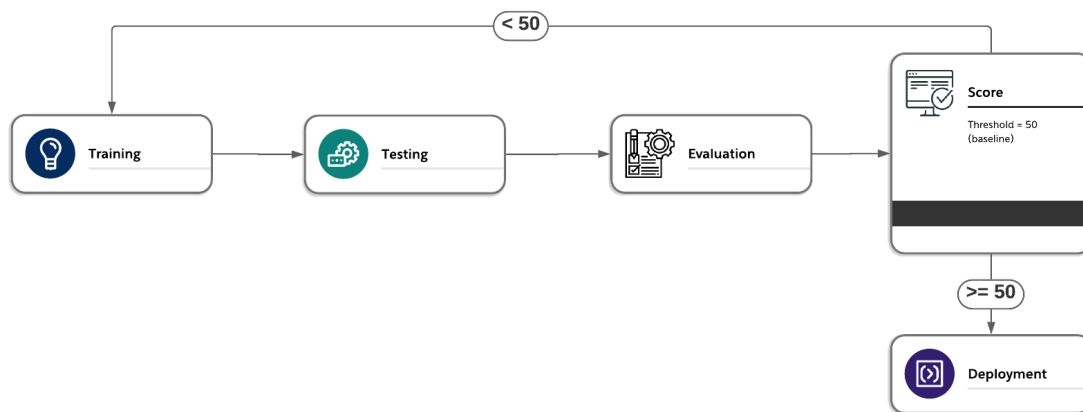 < 50
Score
Threshold = 50
(baseline)
Training
Testing
Evaluation
>= 50
Deployment